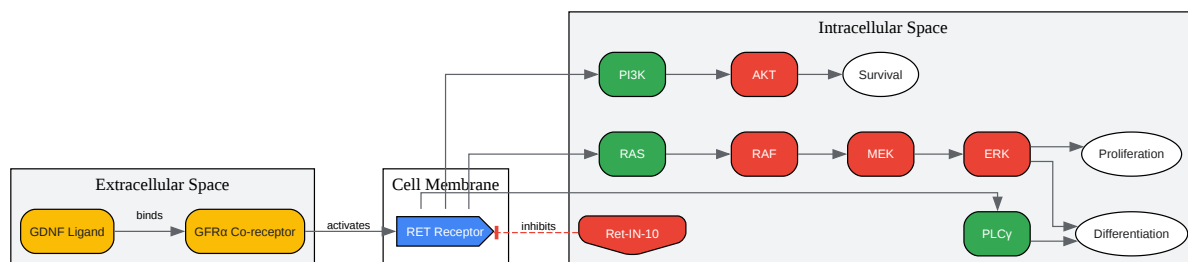 Intracellular Space
PI3K
AKT
Survival
RAS
RAF
MEK
ERK
Proliferation
Extracellular Space
Cell Membrane
GDNF Ligand
binds
GFRα Co-receptor
activates
RET Receptor
inhibits
Ret-IN-10
PLCγ
Differentiation